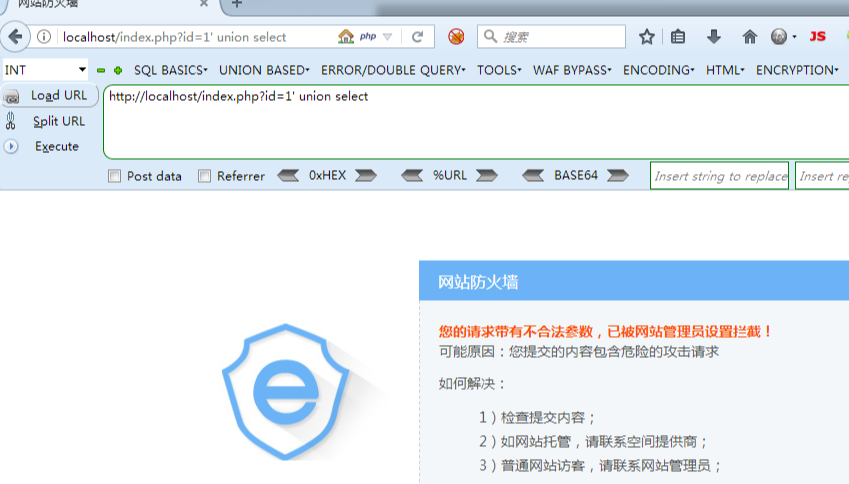 网站防火墙
localhost/index.php?id=1' union select
php
搜索
JS
INT
SQL BASICS
UNION BASED
ERROR/DOUBLE QUERY
TOOLS
WAF BYPASS
ENCODING
HTML
ENCRYPTION
Load URL
http://localhost/index.php?id=1' union select
Split URL
Execute
Post data
Referrer
0xHEX
%URL
BASE64
Insert string to replace
Insert re
网站防火墙
您的请求带有不合法参数，已被网站管理员设置拦截！
可能原因：您提交的内容包含危险的攻击请求
如何解决：
1）检查提交内容；
2）如网站托管，请联系空间提供商；
3）普通网站访客，请联系网站管理员；